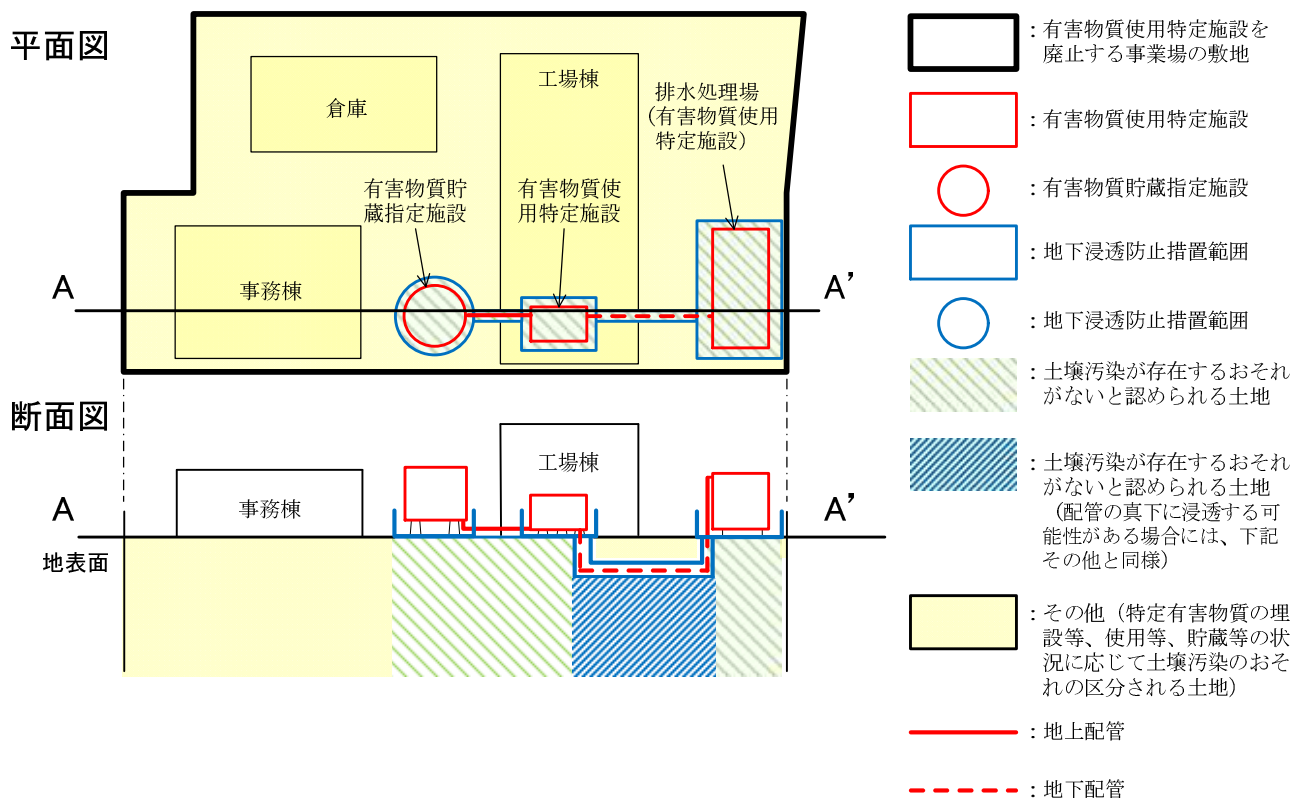 平面図
倉庫
工場棟
排水処理場
（有害物質使用
特定施設）
有害物質貯
蔵指定施設
有害物質使
用特定施設
事務棟
A
A’
断面図
工場棟
事務棟
A
A’
地表面
：有害物質使用特定施設を
廃止する事業場の敷地
：有害物質使用特定施設
：有害物質貯蔵指定施設
：地下浸透防止措置範囲
：地下浸透防止措置範囲
：土壌汚染が存在するおそれ
がないと認められる土地
：土壌汚染が存在するおそれ
がないと認められる土地
（配管の真下に浸透する可
能性がある場合には、下記
その他と同様）
：その他（特定有害物質の埋
設等、使用等、貯蔵等の状
況に応じて土壌汚染のおそ
れの区分される土地）
：地上配管
：地下配管